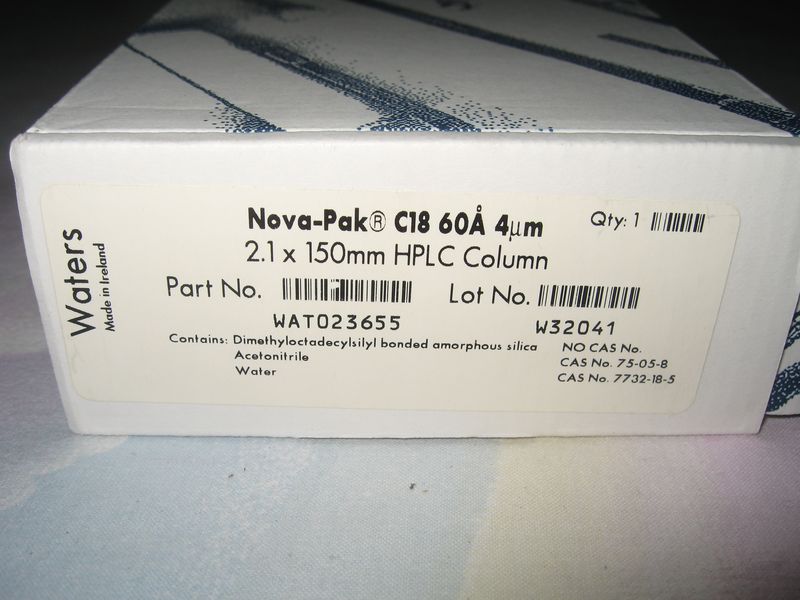 Waters
Made in Ireland
Nova-Pak® C18 60Å 4µm
Qty: 1
2.1 x 150mm HPLC Column
Part No.
Lot No.
WAT023655
W32041
Contains: Dimethyloctadecylsilyl bonded amorphous silica NO CAS No.
Acetonitrile CAS No. 75-05-8
Water CAS No. 7732-18-5